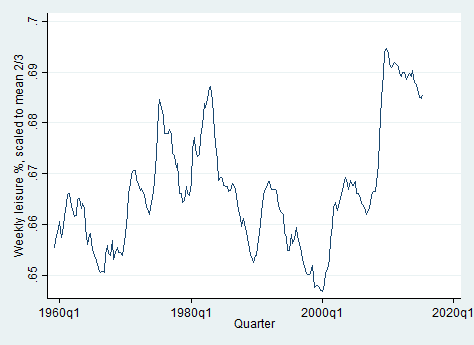 Weekly leisure %, scaled to mean 2/3
.7
.69
.68
.67
.66
.65
1960q1 1980q1 2000q1 2020q1
Quarter